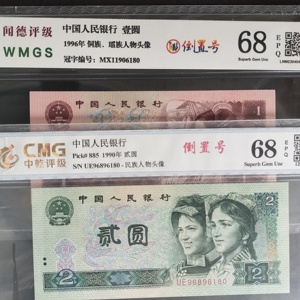 闻德评级
WMGS
中国人民银行 壹圆
1996年 侗族、瑶族人物头像
冠字编号：MX11906180
倒置号
68
EPQ
Superb Gem Unc
中国人民银行
1
CMG
中乾评级
中国人民银行
Pick# 885 1990年 贰圆
S/N UE96896180 - 民族人物头像
倒置号
68
EPQ
Superb Gem Unc
中国人民银行
贰圆
2
2
UE96896180